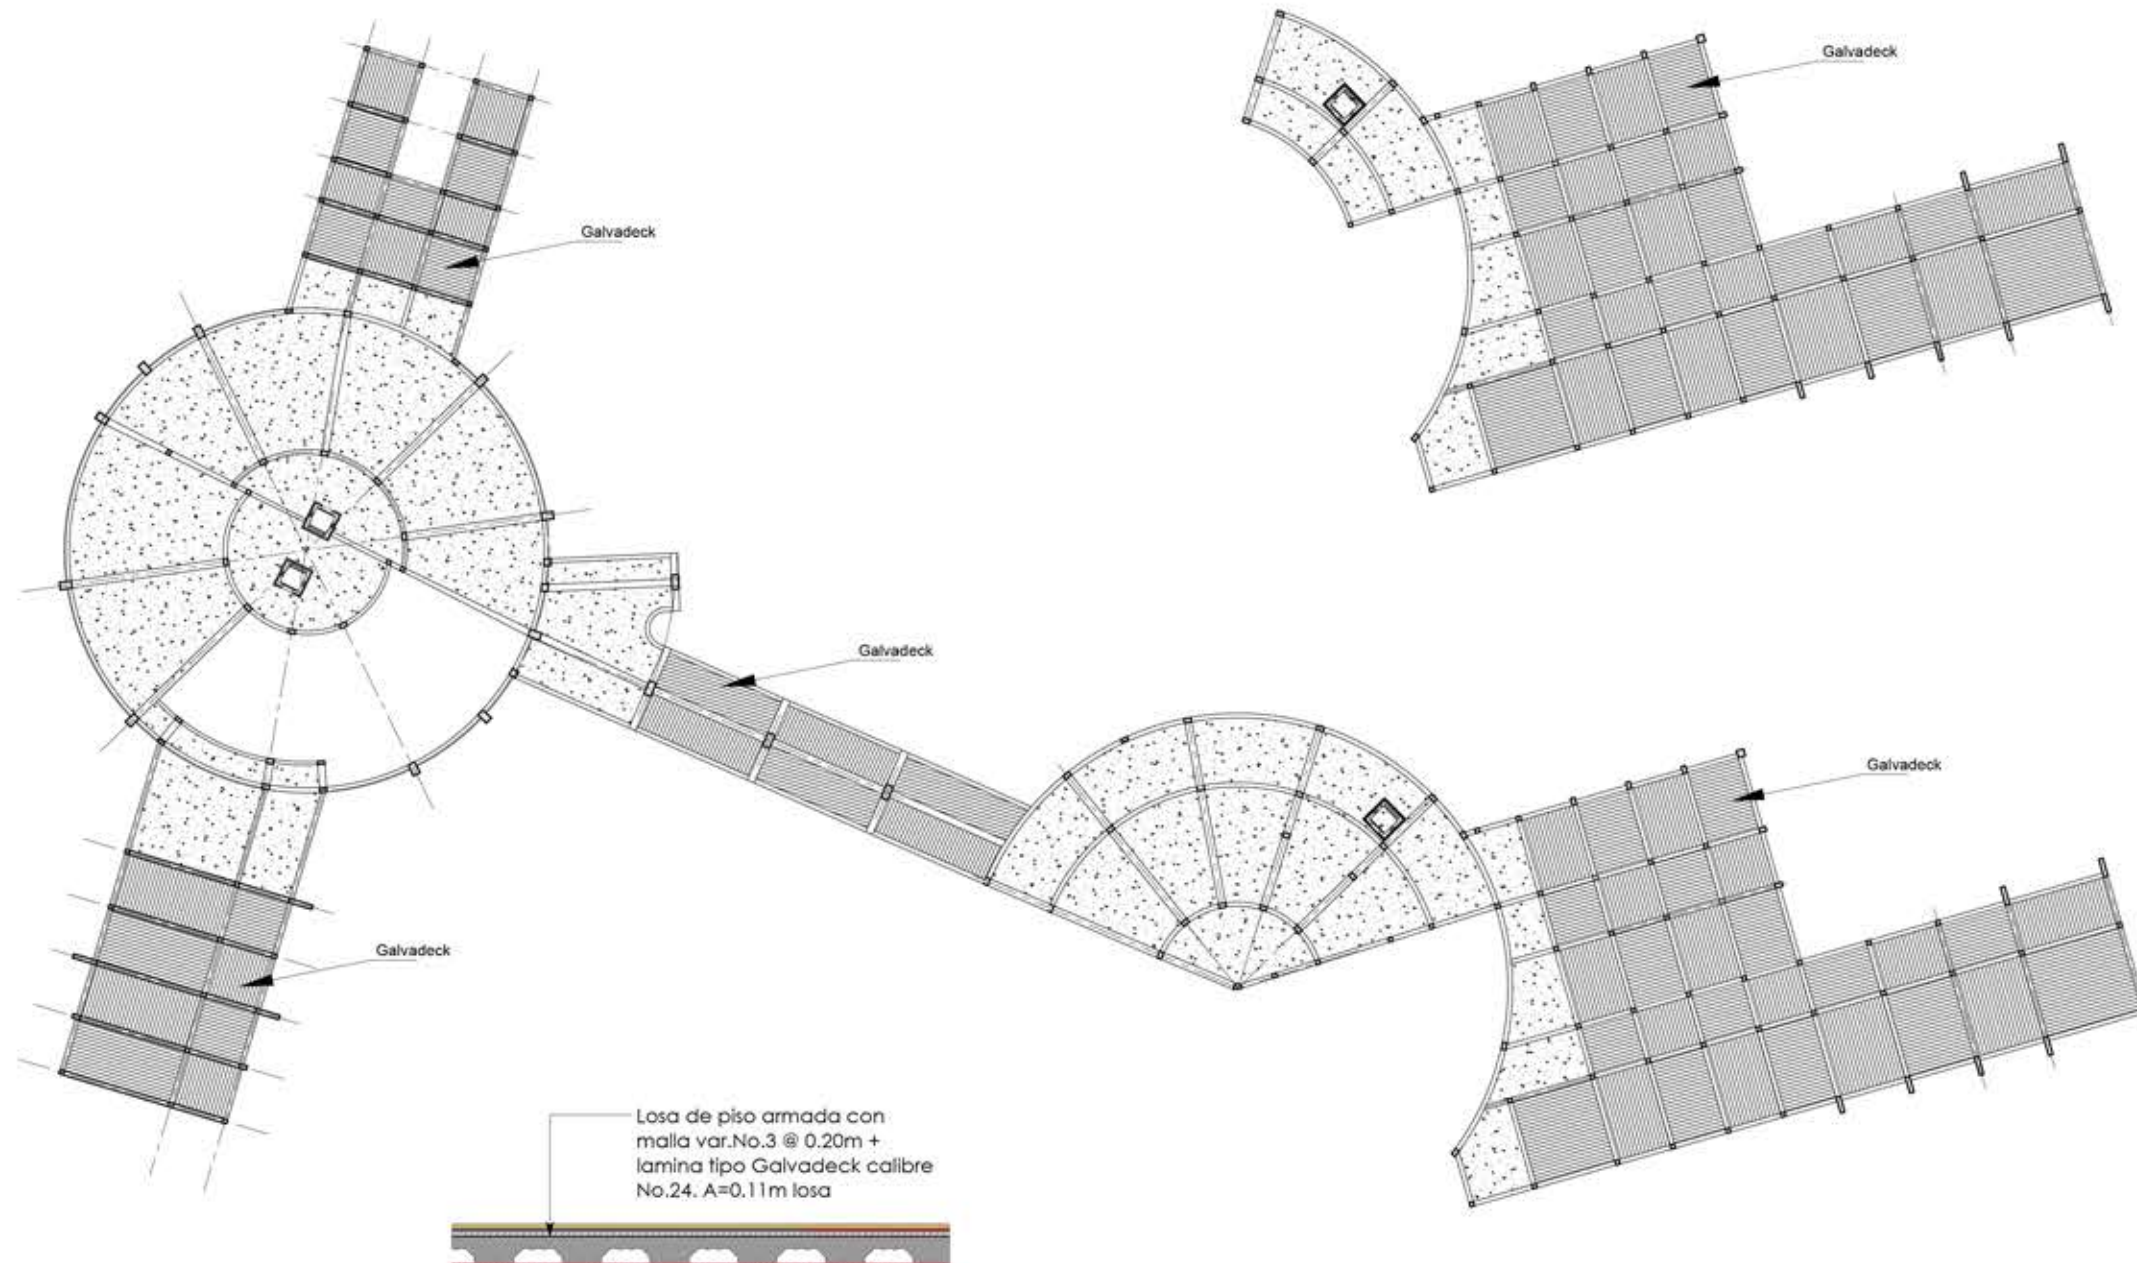 Galvadeck
Galvadeck
Galvadeck
Galvadeck
Galvadeck
Losa de piso armada con
malla var.No.3 @ 0.20m +
lamina tipo Galvadeck calibre
No.24. A=0.11m losa